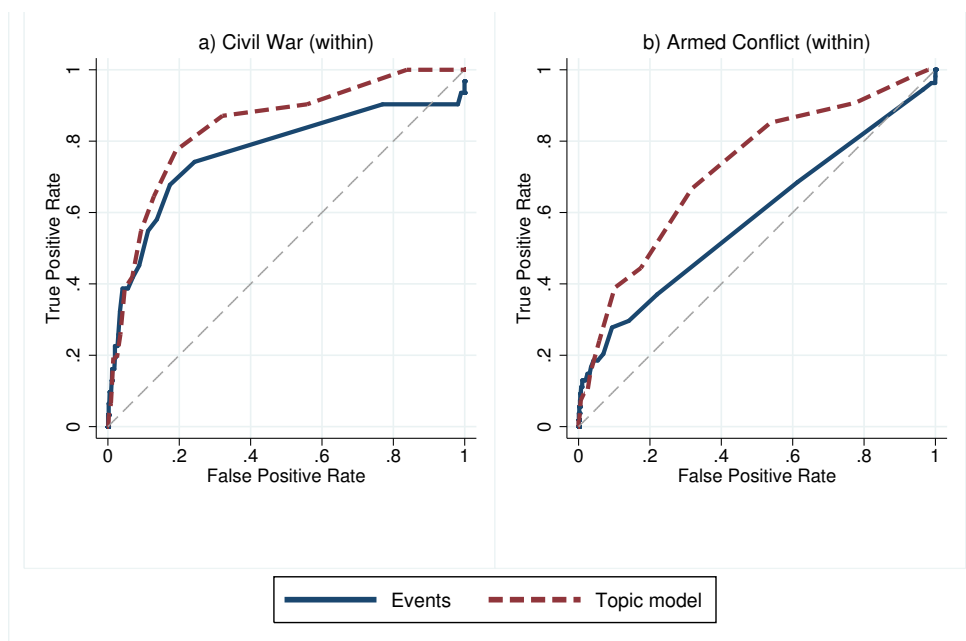 a) Civil War (within)
True Positive Rate
1
.8
.6
.4
.2
0
0 .2 .4 .6 .8 1
False Positive Rate
b) Armed Conflict (within)
True Positive Rate
1
.8
.6
.4
.2
0
0 .2 .4 .6 .8 1
False Positive Rate
Events Topic model